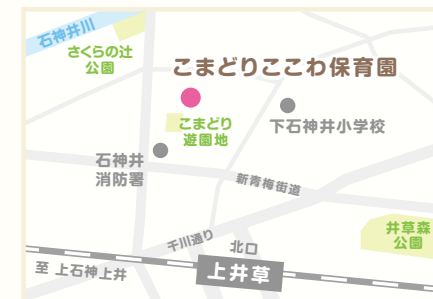 石神井川
さくらの辻
公園
こまどりここわ保育園
こまどり
遊園地
下石神井小学校
石神井
消防署
新青梅街道
井草森
公園
千川通り
北口
至 上石神上井
上井草